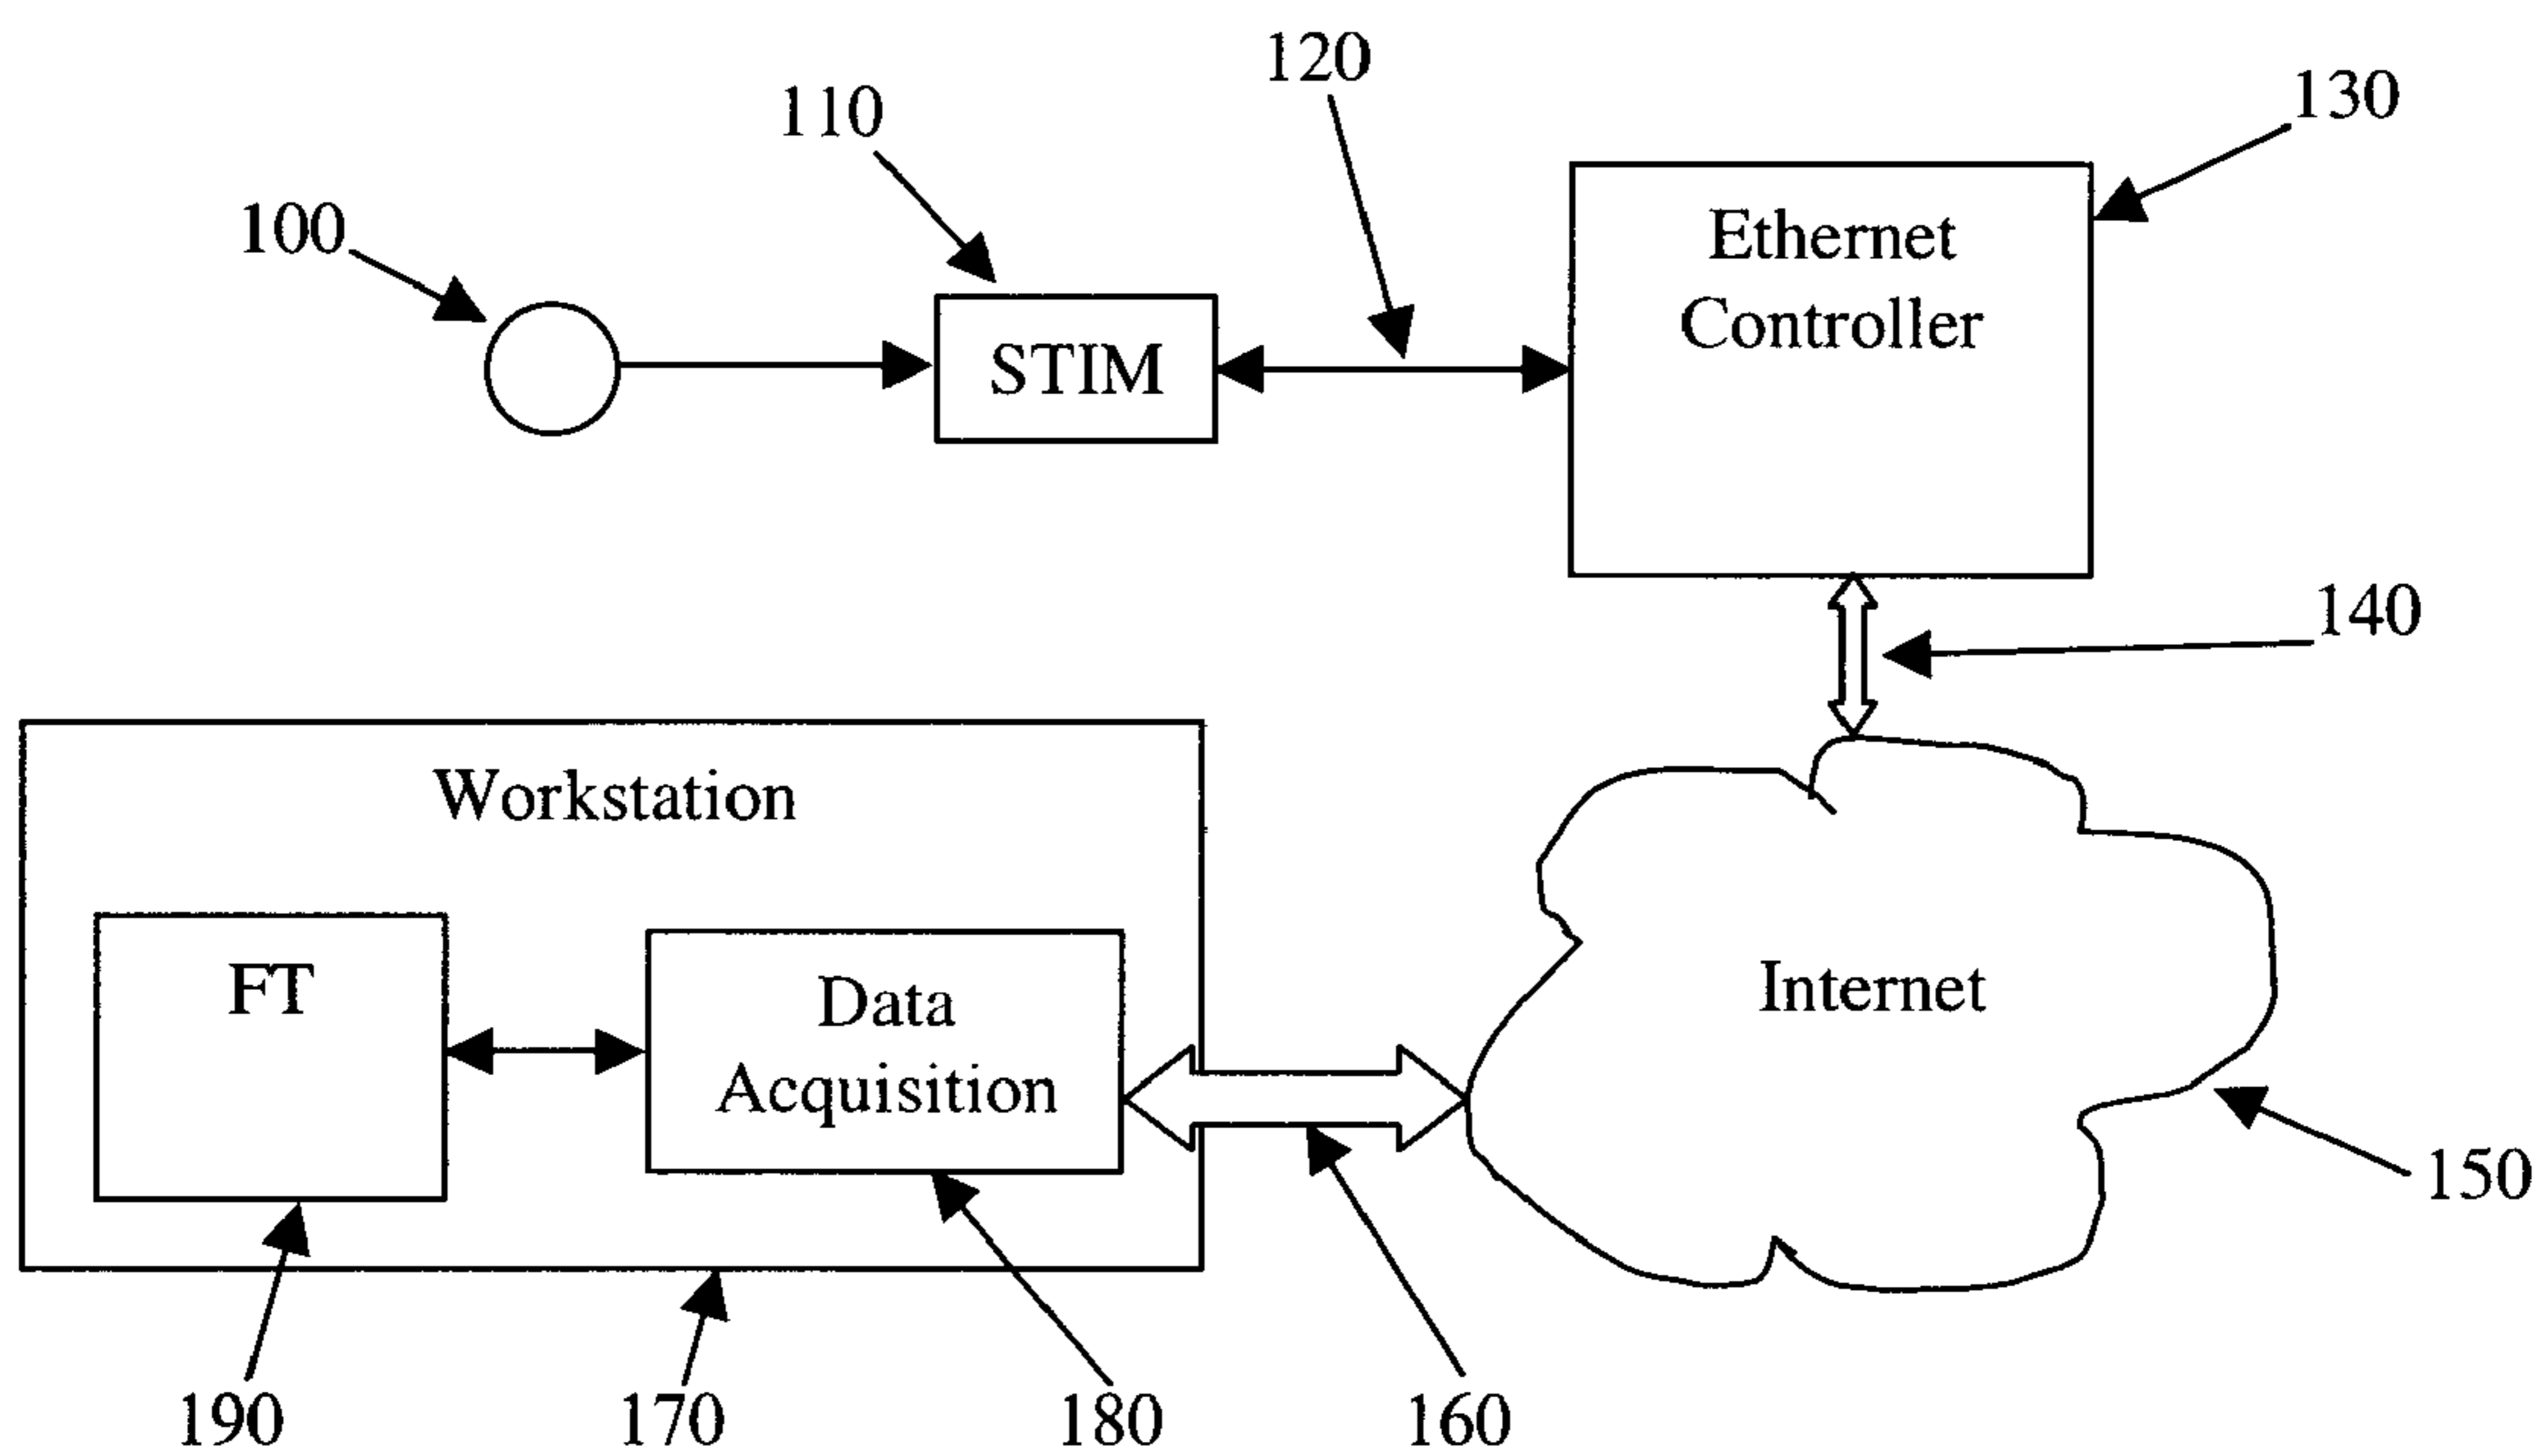 120
130
110
100
Ethernet
Controller
STIM
140
Workstation
FT
Data
Acquisition
Internet
150
190
170
180
160